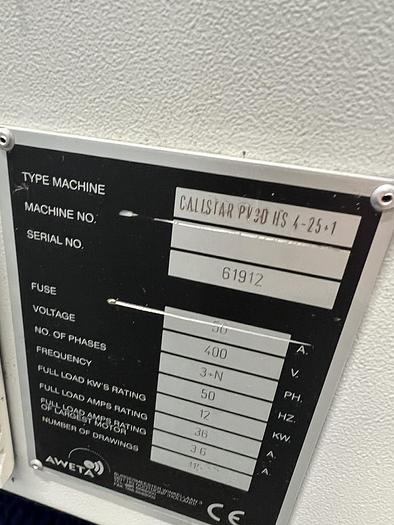 TYPE MACHINE CALISTAR PV3D HS 4-25+1
MACHINE NO.
SERIAL NO. 61912
FUSE 50 A.
VOLTAGE 400 V.
NO. OF PHASES 3+N PH.
FREQUENCY 50 HZ.
FULL LOAD KW'S RATING 12 KW.
FULL LOAD AMPS RATING 36 A.
FULL LOAD AMPS RATING
OF LARGEST MOTOR 3.6 A
NUMBER OF DRAWINGS
AWETA
CE